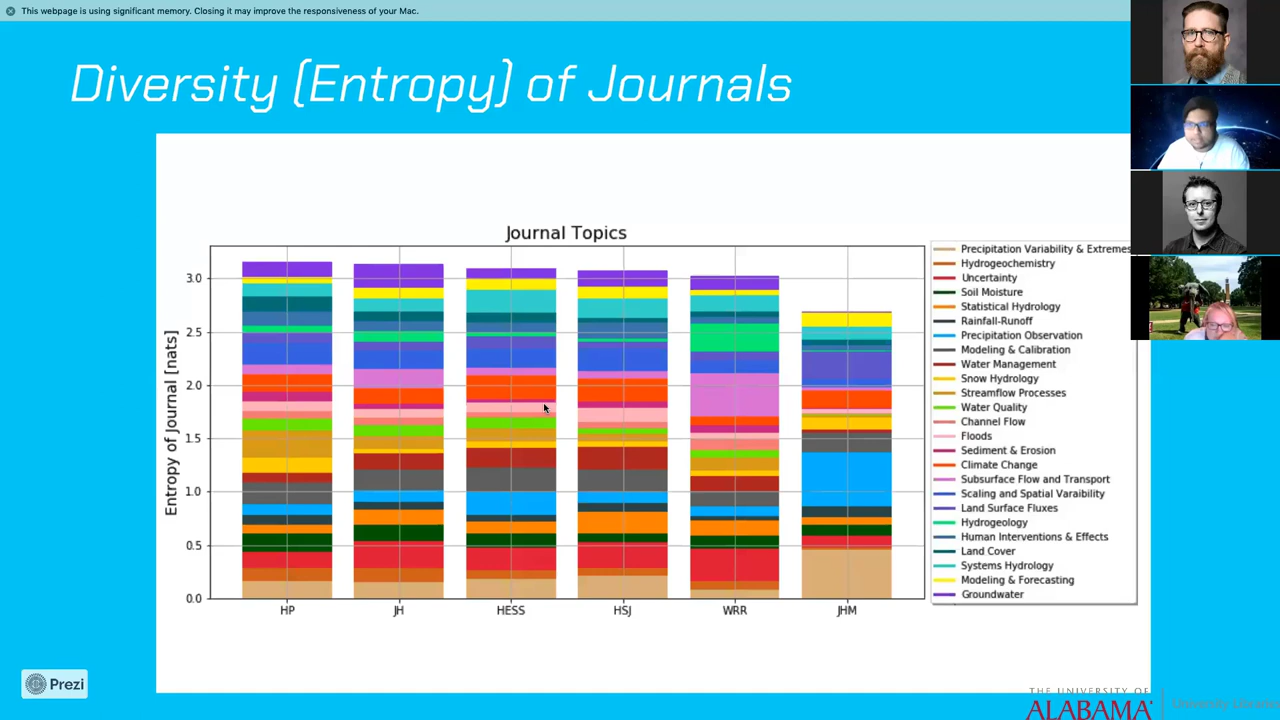 This webpage is using significant memory. Closing it may improve the responsiveness of your Mac.
Diversity (Entropy) of Journals
Journal Topics
Entropy of Journal [nats]
3.0
2.5
2.0
1.5
1.0
0.5
0.0
HP
JH
HESS
HSJ
WRR
JHM
Precipitation Variability & Extremes
Hydrogeochemistry
Uncertainty
Soil Moisture
Statistical Hydrology
Rainfall-Runoff
Precipitation Observation
Modeling & Calibration
Water Management
Snow Hydrology
Streamflow Processes
Water Quality
Channel Flow
Floods
Sediment & Erosion
Climate Change
Subsurface Flow and Transport
Scaling and Spatial Varaibility
Land Surface Fluxes
Hydrogeology
Human Interventions & Effects
Land Cover
Systems Hydrology
Modeling & Forecasting
Groundwater
Prezi
THE UNIVERSITY OF
ALABAMA
University Libraries